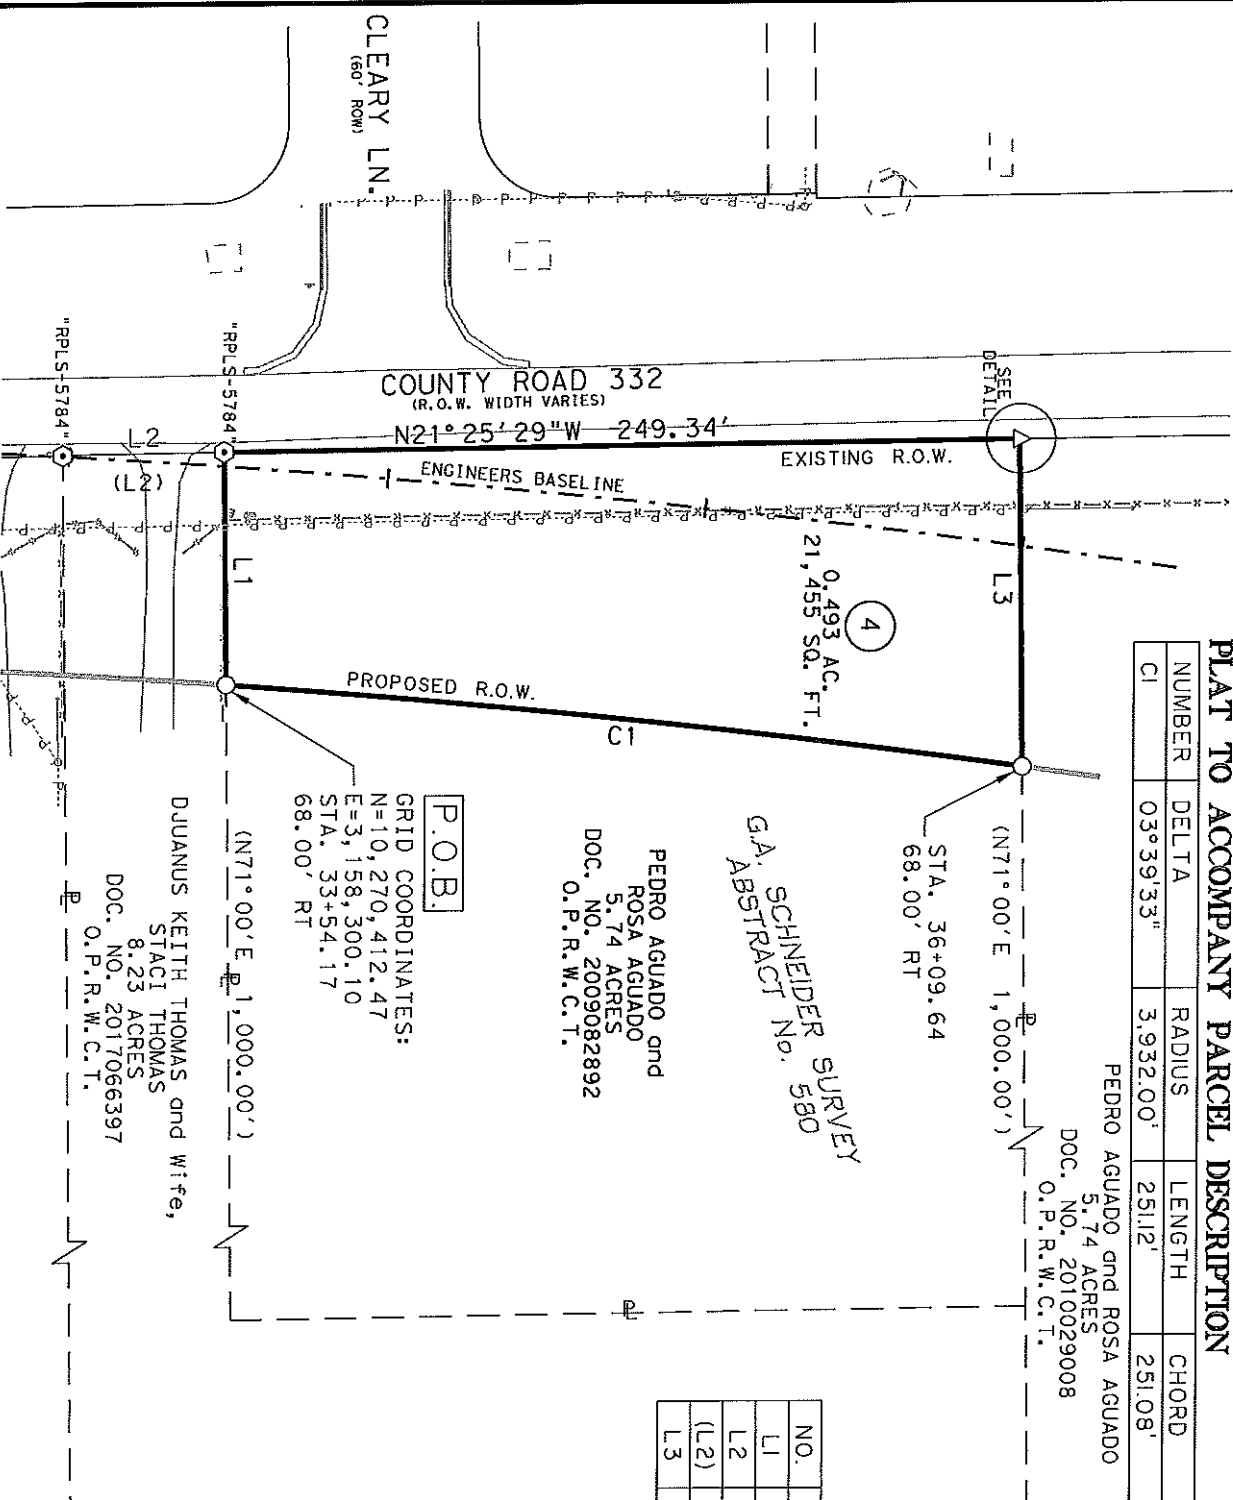 PLAT TO ACCOMPANY PARCEL DESCRIPTION
NUMBER DELTA RADIUS LENGTH CHORD
C1 03°39'33" 3,932.00' 251.12' 251.08'
PEDRO AGUADO and ROSA AGUADO
5.74 ACRES
DOC. NO. 2010029008
O.P.R.W.C.T.
CLEARY LN.
(60' ROW)
COUNTY ROAD 332
(R.O.W. WIDTH VARIES)
N21°25'29"W 249.34'
SEE
DETAIL
EXISTING R.O.W.
ENGINEERS BASELINE
"RPLS-5784"
"RPLS-5784"
L2
(L2)
L1
L3
4
0.493 AC.
21,455 SQ. FT.
PROPOSED R.O.W.
C1
STA. 36+09.64
68.00' RT
(N71°00'E 1,000.00')
G.A. SCHNEIDER SURVEY
ABSTRACT No. 580
PEDRO AGUADO and
ROSA AGUADO
5.74 ACRES
DOC. NO. 2009082892
O.P.R.W.C.T.
P.O.B.
GRID COORDINATES:
N=10,270,412.47
E=3,158,300.10
STA. 33+54.17
68.00' RT
(N71°00'E 1,000.00')
DJUANUS KEITH THOMAS and Wife,
STACI THOMAS
8.23 ACRES
DOC. NO. 2017066397
O.P.R.W.C.T.
NO.
L1
L2
(L2)
L3